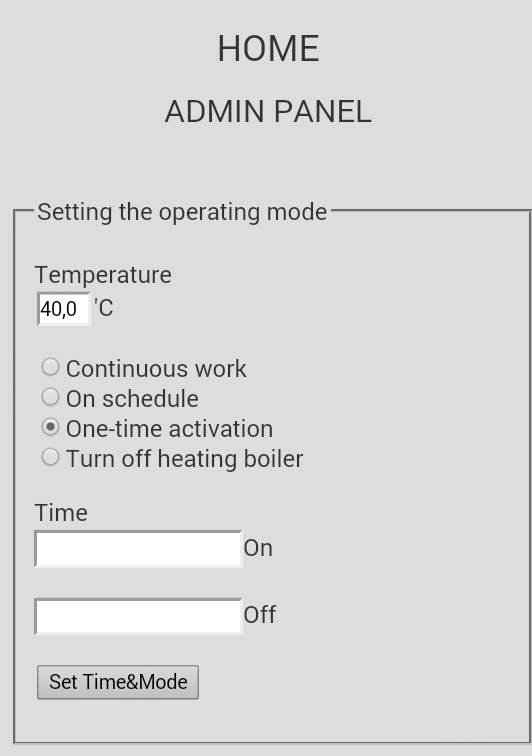 HOME
ADMIN PANEL
Setting the operating mode
Temperature
40,0 'C
Continuous work
On schedule
One-time activation
Turn off heating boiler
Time
On
Off
Set Time&Mode